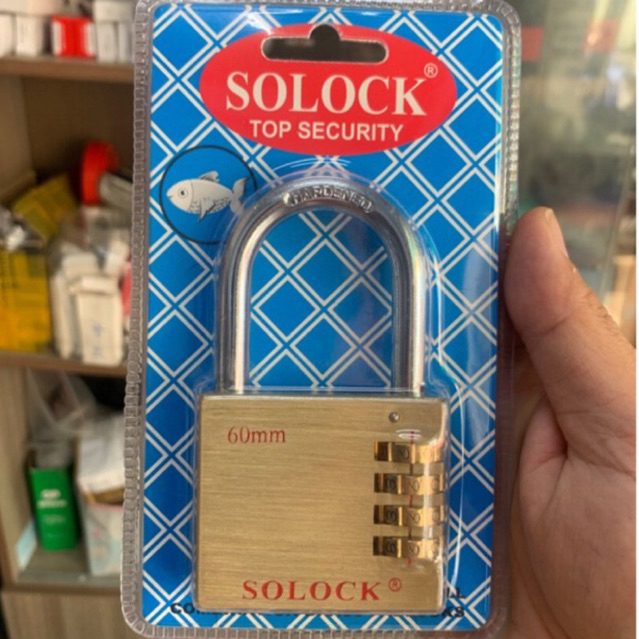 SOLOCK®
TOP SECURITY
HARDENED
60mm
SOLOCK®